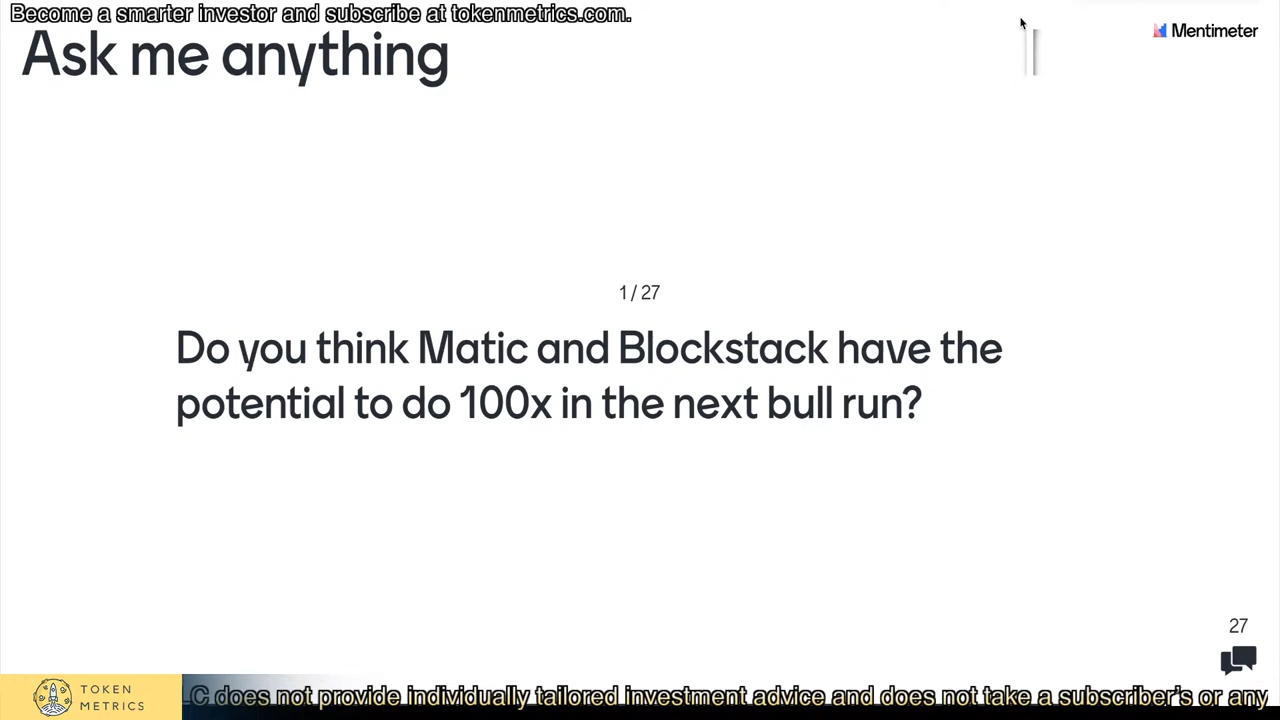 Become a smarter investor and subscribe at tokenmetrics.com.
Ask me anything
Mentimeter
1 / 27
Do you think Matic and Blockstack have the
potential to do 100x in the next bull run?
27
TOKEN
METRICS
C does not provide individually tailored investment advice and does not take a subscriber's or any